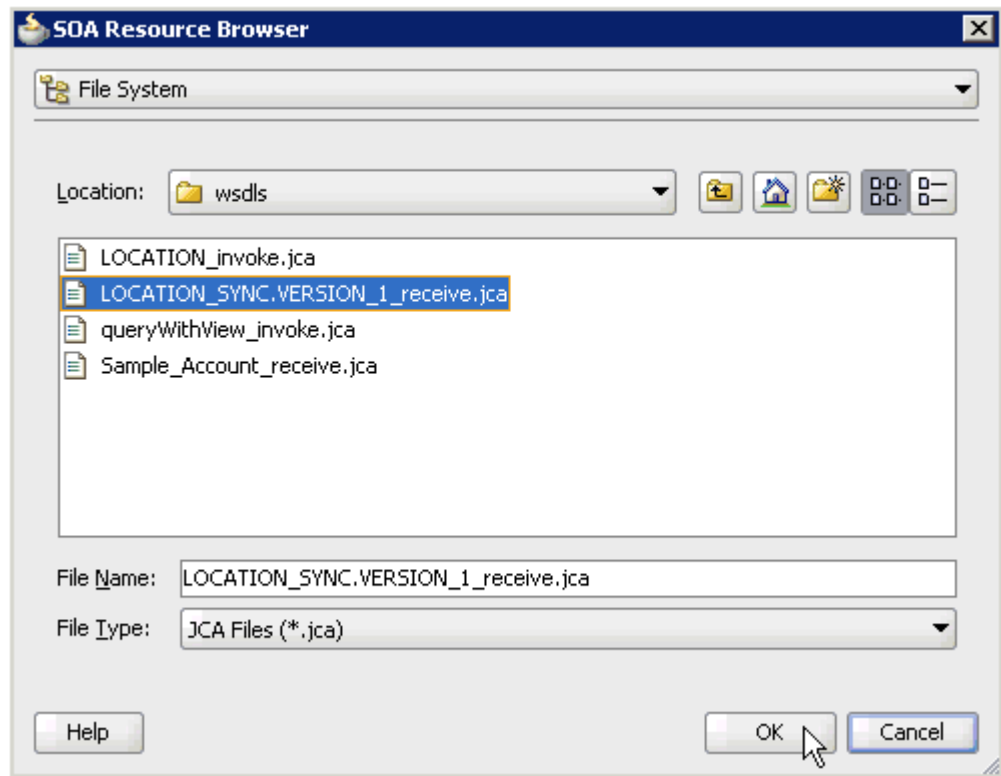 SOA Resource Browser
File System
Location: wsdls
LOCATION_invoke.jca
LOCATION_SYNC.VERSION_1_receive.jca
queryWithView_invoke.jca
Sample_Account_receive.jca
File Name: LOCATION_SYNC.VERSION_1_receive.jca
File Type: JCA Files (*.jca)
Help OK Cancel